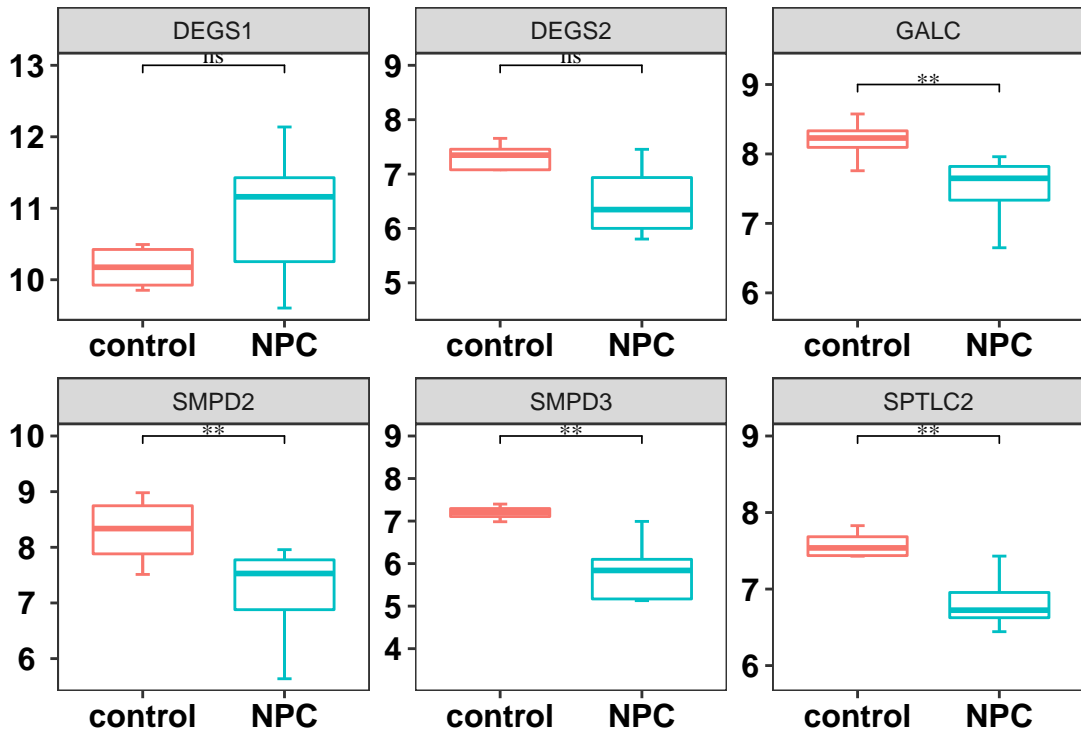 DEGS1 DEGS2 GALC
ns ns **
13 9 9
12 8 8
11 7 7
10 6 6
5
control NPC control NPC control NPC
SMPD2 SMPD3 SPTLC2
** ** **
10 9 9
9 8 8
8 7 7
7 6 6
6 5
4
control NPC control NPC control NPC